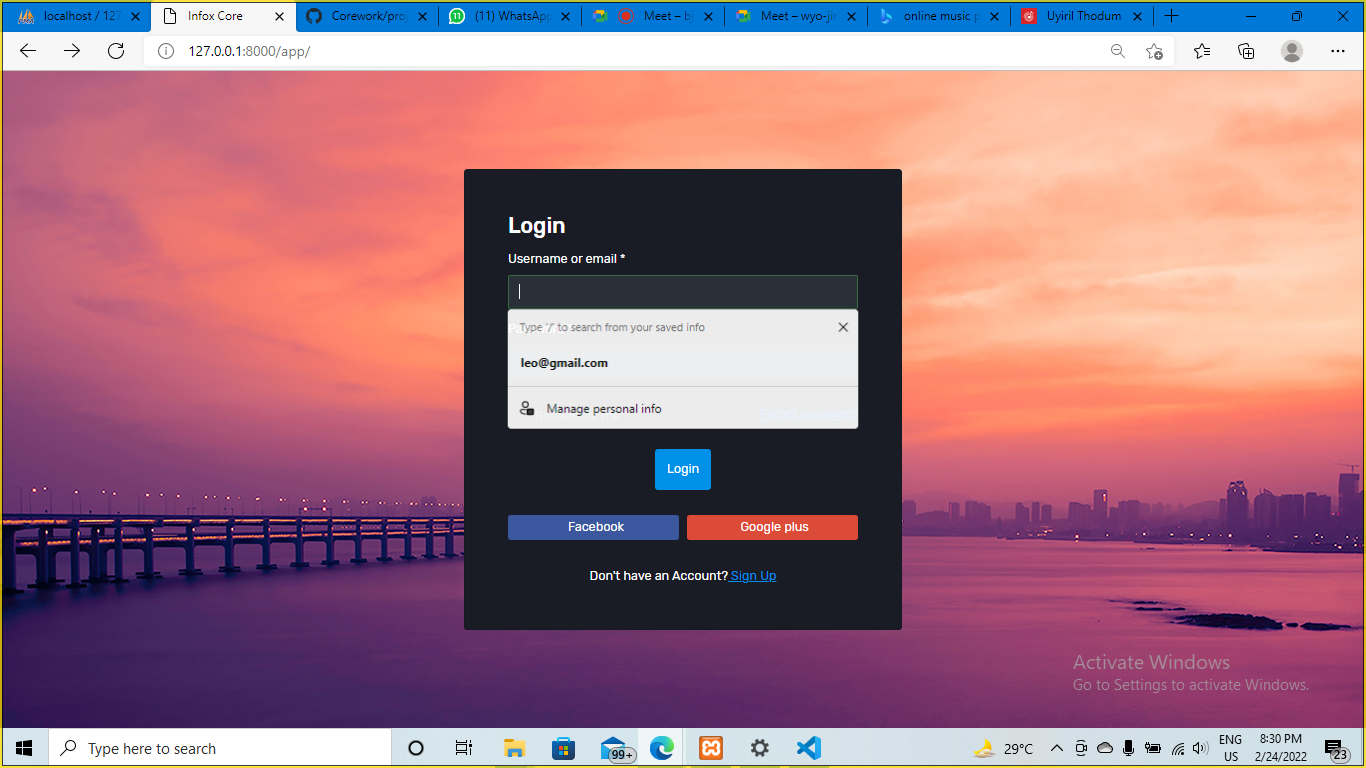 localhost / 127
Infox Core
Corework/proj
(11) WhatsApp
Meet – bj
Meet – wyo-jir
online music p
Uyiril Thodum
127.0.0.1:8000/app/
Login
Username or email *
Type '/' to search from your saved info
leo@gmail.com
Manage personal info
Forgot password
Login
Facebook
Google plus
Don't have an Account? Sign Up
Activate Windows
Go to Settings to activate Windows.
Type here to search
99+
29°C
ENG
US
8:30 PM
2/24/2022
23